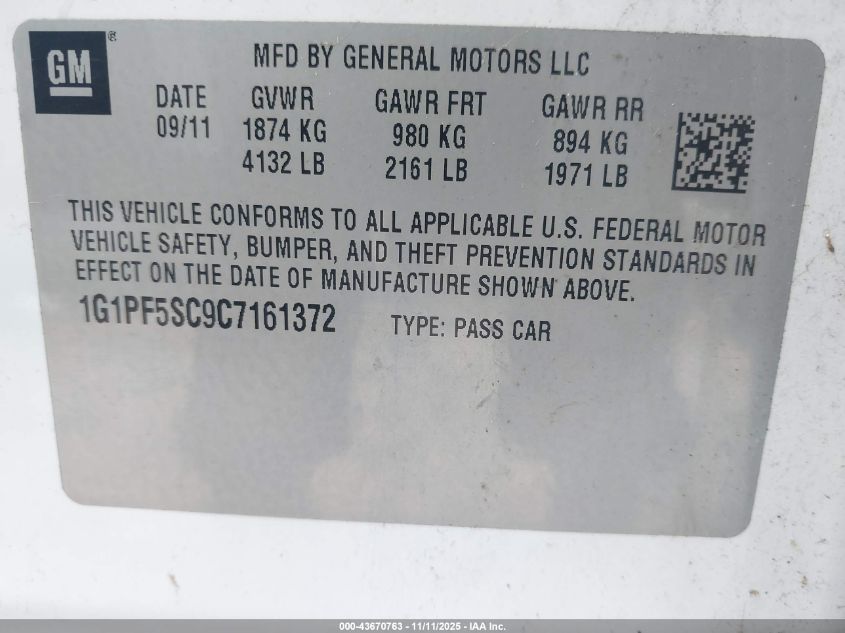 GM®
MFD BY GENERAL MOTORS LLC
DATE GVWR GAWR FRT GAWR RR
09/11 1874 KG 980 KG 894 KG
4132 LB 2161 LB 1971 LB
THIS VEHICLE CONFORMS TO ALL APPLICABLE U.S. FEDERAL MOTOR
VEHICLE SAFETY, BUMPER, AND THEFT PREVENTION STANDARDS IN
EFFECT ON THE DATE OF MANUFACTURE SHOWN ABOVE.
1G1PF5SC9C7161372 TYPE: PASS CAR
000-43670763 - 11/11/2025 - IAA Inc.